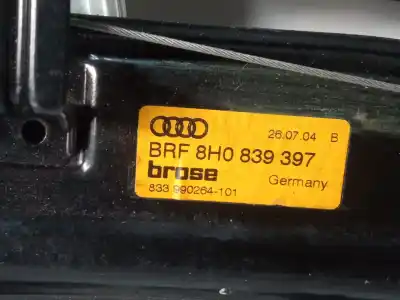 26.07.04 B
BRF 8H0 839 397
brose Germany
833 990264-101